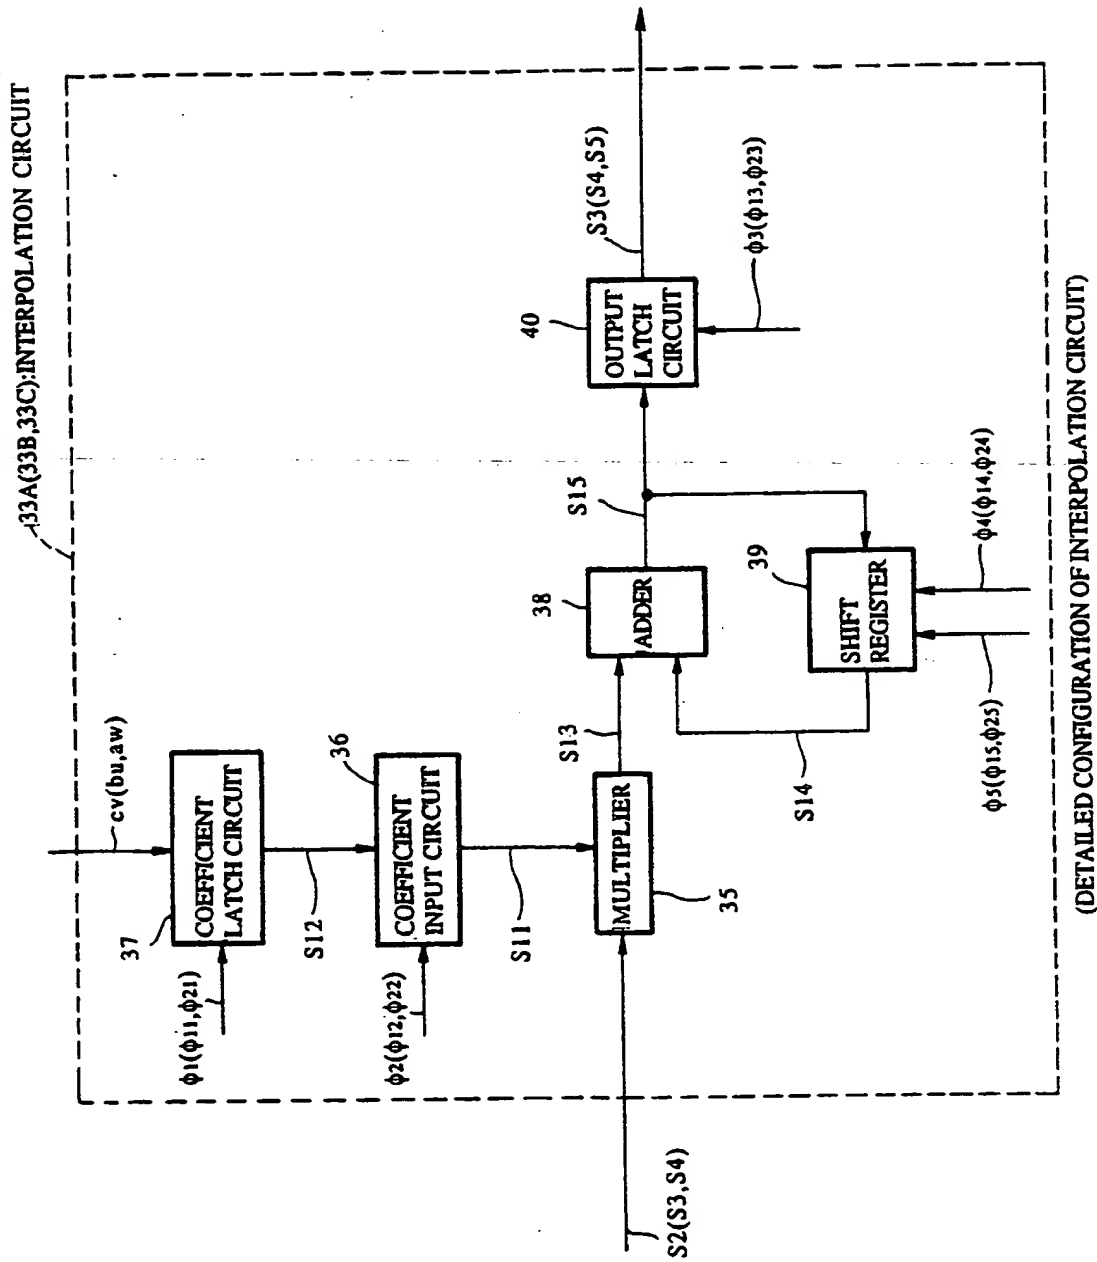 33A(33B,33C):INTERPOLATION CIRCUIT
cv(bu,aw)
37
COEFFICIENT
LATCH CIRCUIT
ϕ1(ϕ11,ϕ21)
S12
36
COEFFICIENT
INPUT CIRCUIT
ϕ2(ϕ12,ϕ22)
S11
S2(S3,S4)
MULTIPLIER
35
S13
38
ADDER
S15
S14
39
SHIFT
REGISTER
ϕ5(ϕ15,ϕ25)
ϕ4(ϕ14,ϕ24)
40
OUTPUT
LATCH
CIRCUIT
S3(S4,S5)
ϕ3(ϕ13,ϕ23)
(DETAILED CONFIGURATION OF INTERPOLATION CIRCUIT)